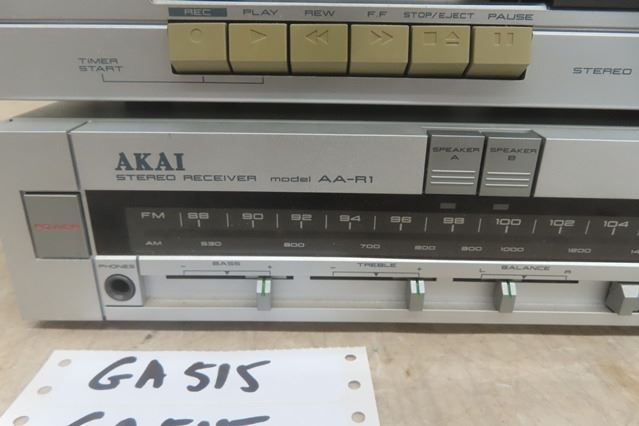 REC PLAY REW F.F STOP/EJECT PAUSE
TIMER START
STEREO
AKAI
STEREO RECEIVER model AA-R1
SPEAKER A
SPEAKER B
POWER
FM 88 90 92 94 96 98 100 102 104
AM 530 600 700 800 900 1000 1200
PHONES
- BASS +
- TREBLE +
L BALANCE R
GA515